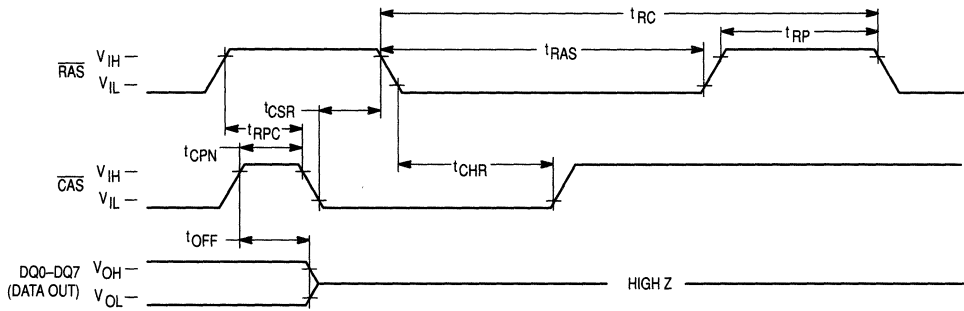 tRC
tRAS
tRP
RAS
VIH
VIL
tCSR
tRPC
tCPN
tCHR
CAS
VIH
VIL
tOFF
DQ0–DQ7
(DATA OUT)
VOH
VOL
HIGH Z